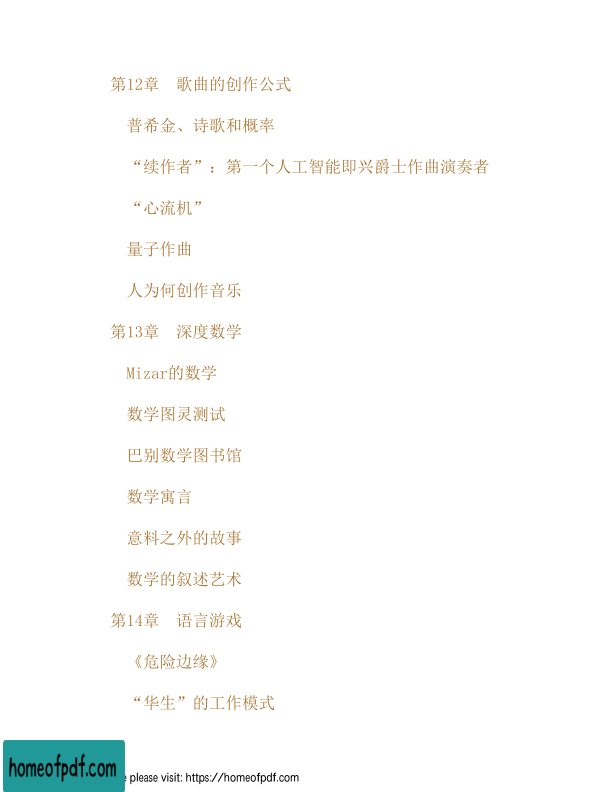 第12章 歌曲的创作公式
普希金、诗歌和概率
“续作者”：第一个人工智能即兴爵士作曲演奏者
“心流机”
量子作曲
人为何创作音乐
第13章 深度数学
Mizar的数学
数学图灵测试
巴别数学图书馆
数学寓言
意料之外的故事
数学的叙述艺术
第14章 语言游戏
《危险边缘》
“华生”的工作模式
homeofpdf.com
please visit: https://homeofpdf.com